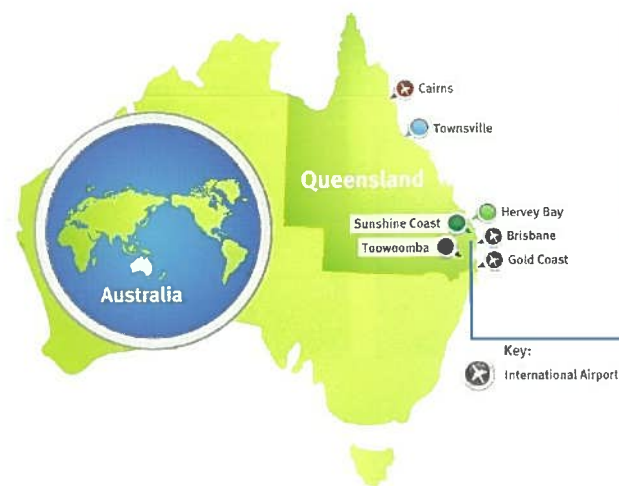 Cairns
Townsville
Queensland
Hervey Bay
Sunshine Coast
Brisbane
Toowoomba
Gold Coast
Australia
Key:
International Airport